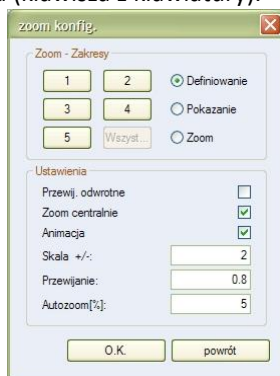 zoom konfig.
Zoom - Zakresy
1 2 Definiowanie
3 4 Pokazanie
5 Wszyst... Zoom
Ustawienia
Przewij. odwrotne
Zoom centralnie
Animacja
Skala +/-: 2
Przewijanie: 0.8
Autozoom[%]: 5
O.K. powrót